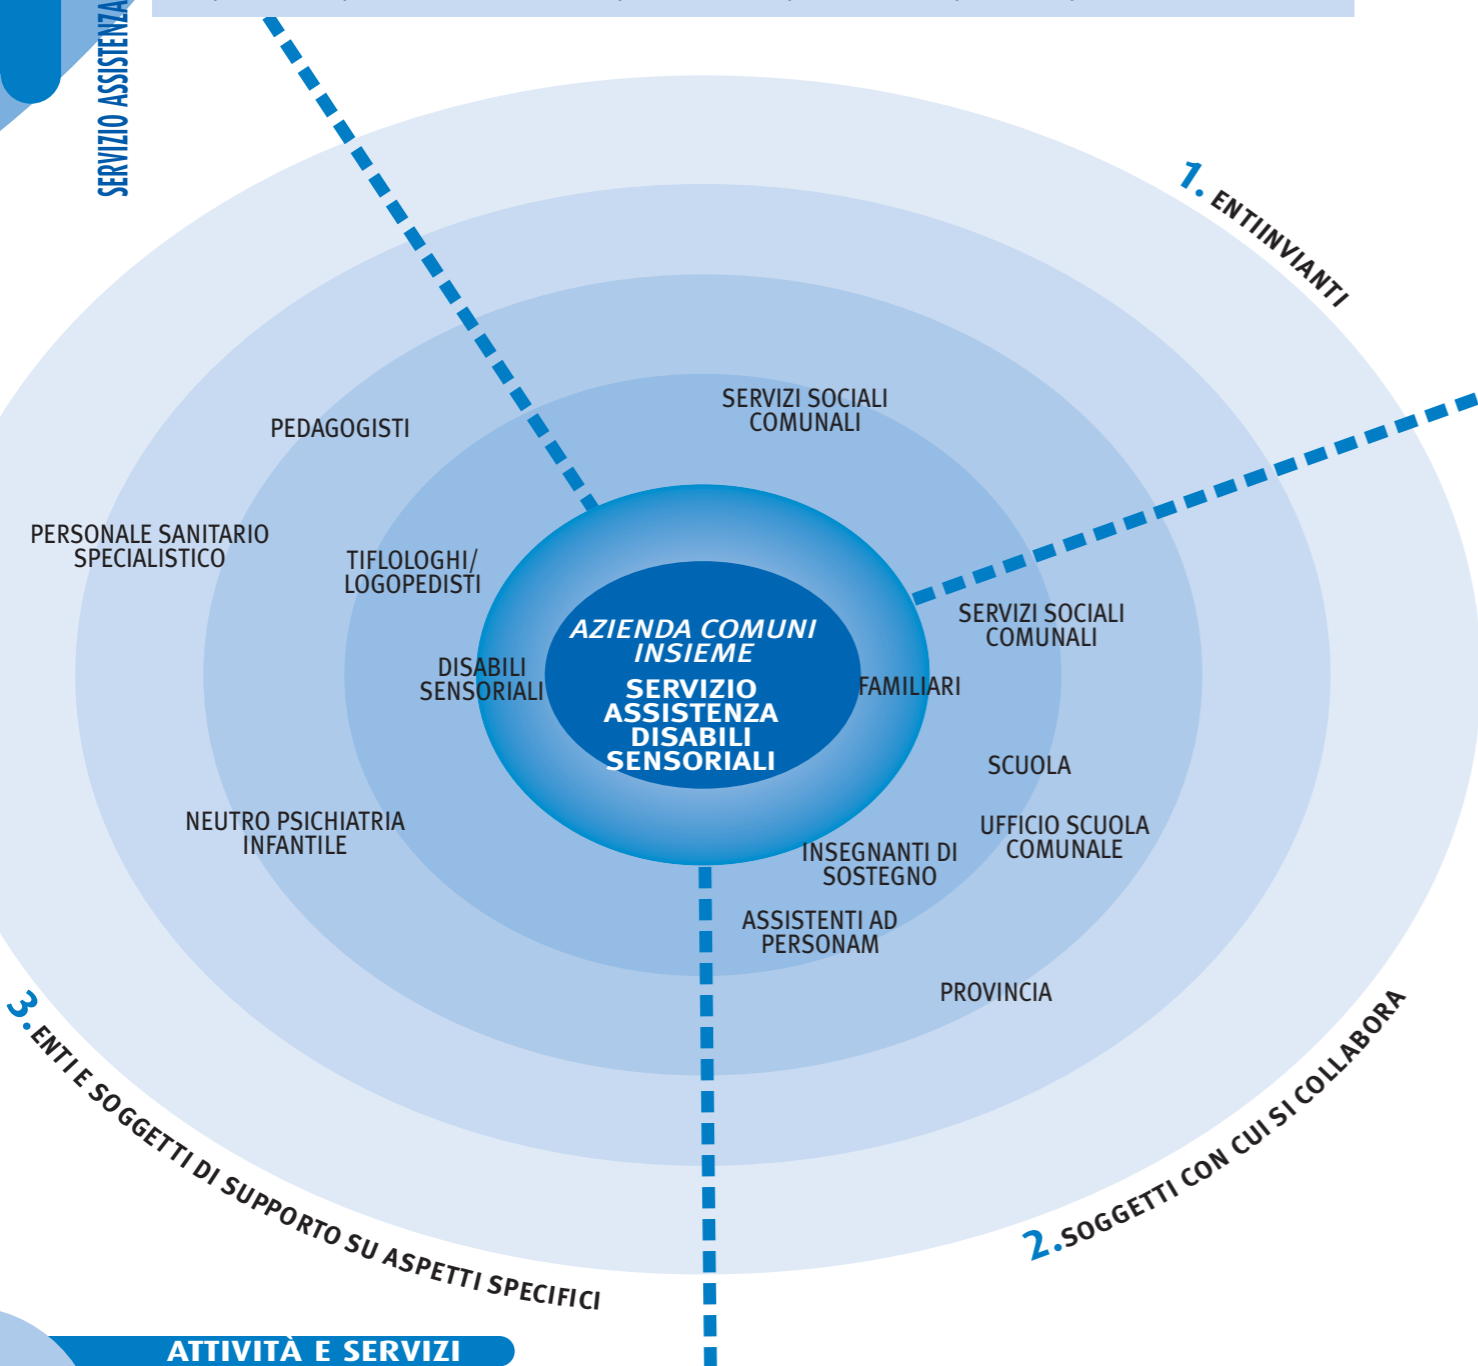 SERVIZIO ASSISTENZA
1. ENTIINVIANTI
SERVIZI SOCIALI
COMUNALI
PEDAGOGISTI
PERSONALE SANITARIO
SPECIALISTICO
TIFLOLOGHI/
LOGOPEDISTI
DISABILI
SENSORIALI
AZIENDA COMUNI
INSIEME
SERVIZIO
ASSISTENZA
DISABILI
SENSORIALI
FAMILIARI
SERVIZI SOCIALI
COMUNALI
SCUOLA
UFFICIO SCUOLA
COMUNALE
INSEGNANTI DI
SOSTEGNO
ASSISTENTI AD
PERSONAM
PROVINCIA
NEUTRO PSICHIATRIA
INFANTILE
2. SOGGETTI CON CUI SI COLLABORA
3. ENTI E SOGGETTI DI SUPPORTO SU ASPETTI SPECIFICI
ATTIVITÀ E SERVIZI